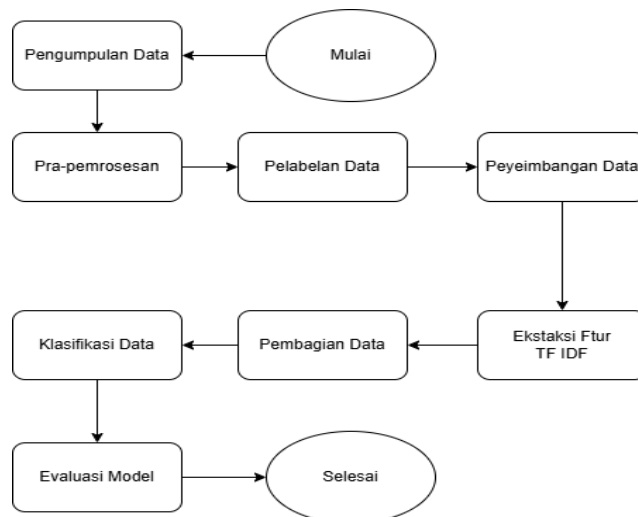 Mulai
Pengumpulan Data
Pra-pemrosesan
Pelabelan Data
Peyeimbangan Data
Ekstaksi Ftur
TF IDF
Pembagian Data
Klasifikasi Data
Evaluasi Model
Selesai